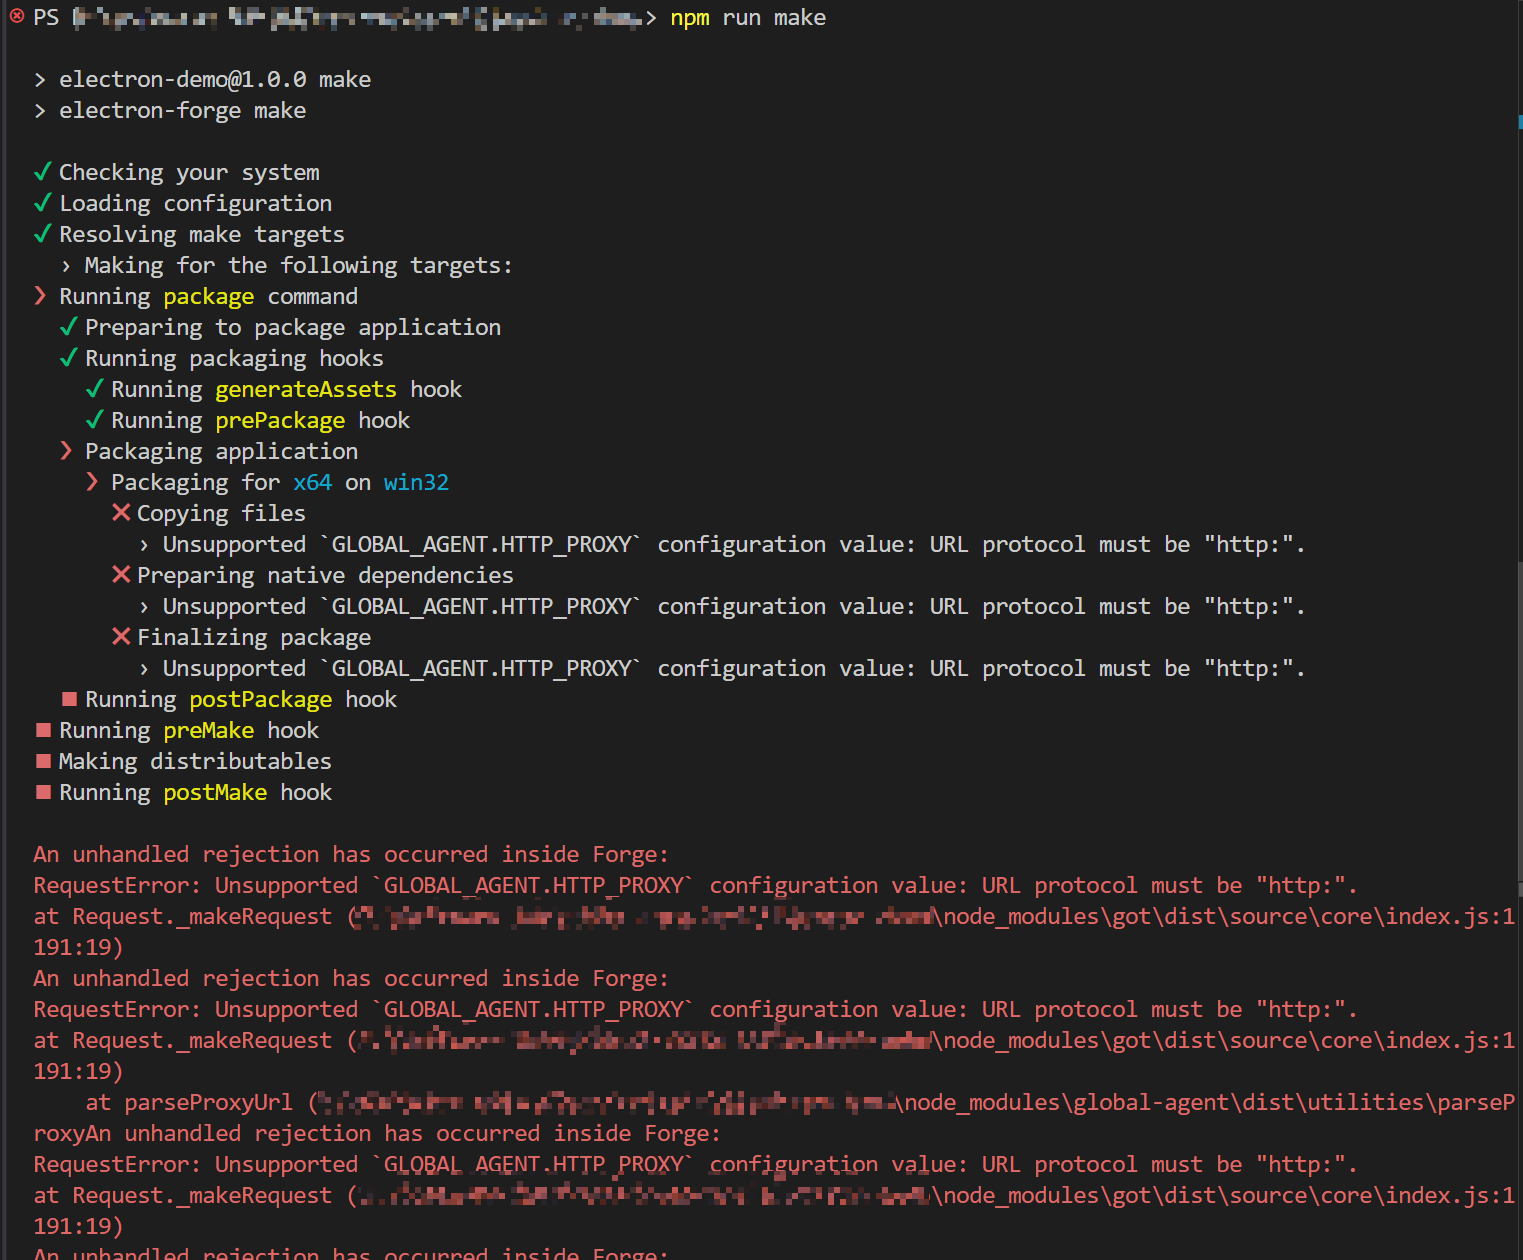 PS > npm run make
> electron-demo@1.0.0 make
> electron-forge make
✓ Checking your system
✓ Loading configuration
✓ Resolving make targets
› Making for the following targets:
❯ Running package command
✓ Preparing to package application
✓ Running packaging hooks
✓ Running generateAssets hook
✓ Running prePackage hook
❯ Packaging application
❯ Packaging for x64 on win32
✕ Copying files
› Unsupported `GLOBAL_AGENT.HTTP_PROXY` configuration value: URL protocol must be "http:".
✕ Preparing native dependencies
› Unsupported `GLOBAL_AGENT.HTTP_PROXY` configuration value: URL protocol must be "http:".
✕ Finalizing package
› Unsupported `GLOBAL_AGENT.HTTP_PROXY` configuration value: URL protocol must be "http:".
■ Running postPackage hook
■ Running preMake hook
■ Making distributables
■ Running postMake hook
An unhandled rejection has occurred inside Forge:
RequestError: Unsupported `GLOBAL_AGENT.HTTP_PROXY` configuration value: URL protocol must be "http:".
at Request._makeRequest (\node_modules\got\dist\source\core\index.js:1
191:19)
An unhandled rejection has occurred inside Forge:
RequestError: Unsupported `GLOBAL_AGENT.HTTP_PROXY` configuration value: URL protocol must be "http:".
at Request._makeRequest (\node_modules\got\dist\source\core\index.js:1
191:19)
at parseProxyUrl (\node_modules\global-agent\dist\utilities\parseP
roxyAn unhandled rejection has occurred inside Forge:
RequestError: Unsupported `GLOBAL_AGENT.HTTP_PROXY` configuration value: URL protocol must be "http:".
at Request._makeRequest (\node_modules\got\dist\source\core\index.js:1
191:19)
An unhandled rejection has occurred inside Forge: